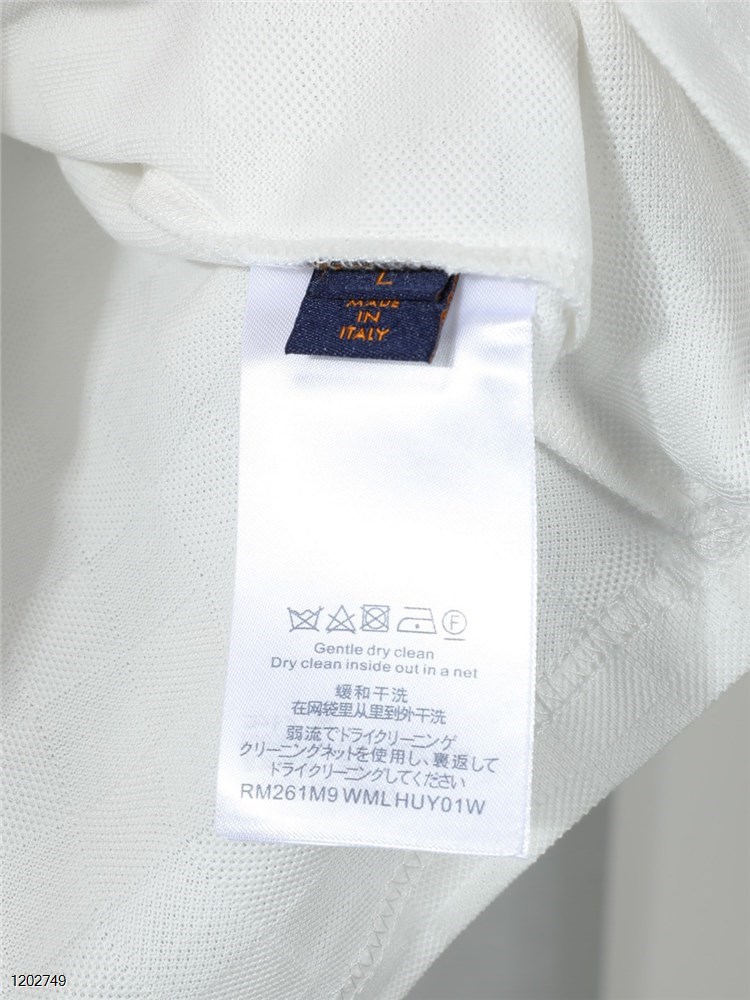 L
MADE
IN
ITALY
F
Gentle dry clean
Dry clean inside out in a net
缓和干洗
在网袋里从里到外干洗
弱流でドライクリーニング
クリーニングネットを使用し、裏返して
ドライクリーニングしてください
RM261M9 WML HUY01W
1202749